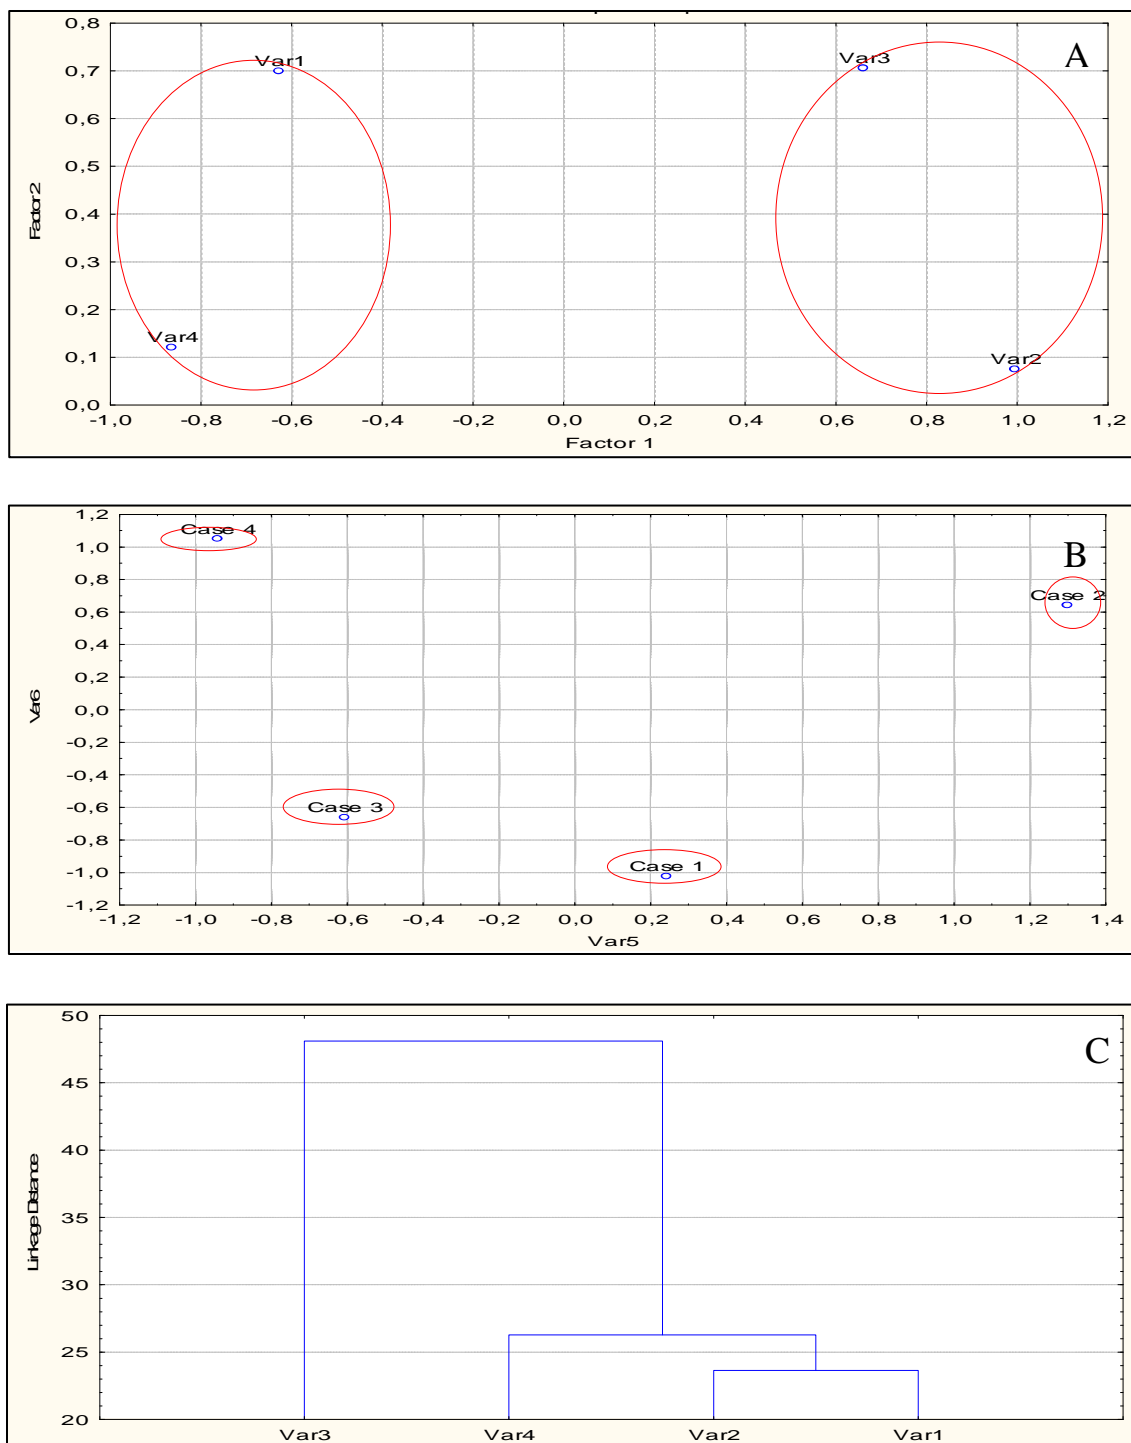 0,8
Var1
Var3
A
0,7
0,6
0,5
Factor 2
0,4
0,3
0,2
Var4
0,1
Var2
0,0
-1,0 -0,8 -0,6 -0,4 -0,2 0,0 0,2 0,4 0,6 0,8 1,0 1,2
Factor 1
1,2
Case 4
1,0
B
0,8
Case 2
0,6
0,4
0,2
Var6
0,0
-0,2
-0,4
-0,6
Case 3
-0,8
Case 1
-1,0
-1,2
-1,2 -1,0 -0,8 -0,6 -0,4 -0,2 0,0 0,2 0,4 0,6 0,8 1,0 1,2 1,4
Var5
50
C
45
40
Linkage Distance
35
30
25
20
Var3 Var4 Var2 Var1